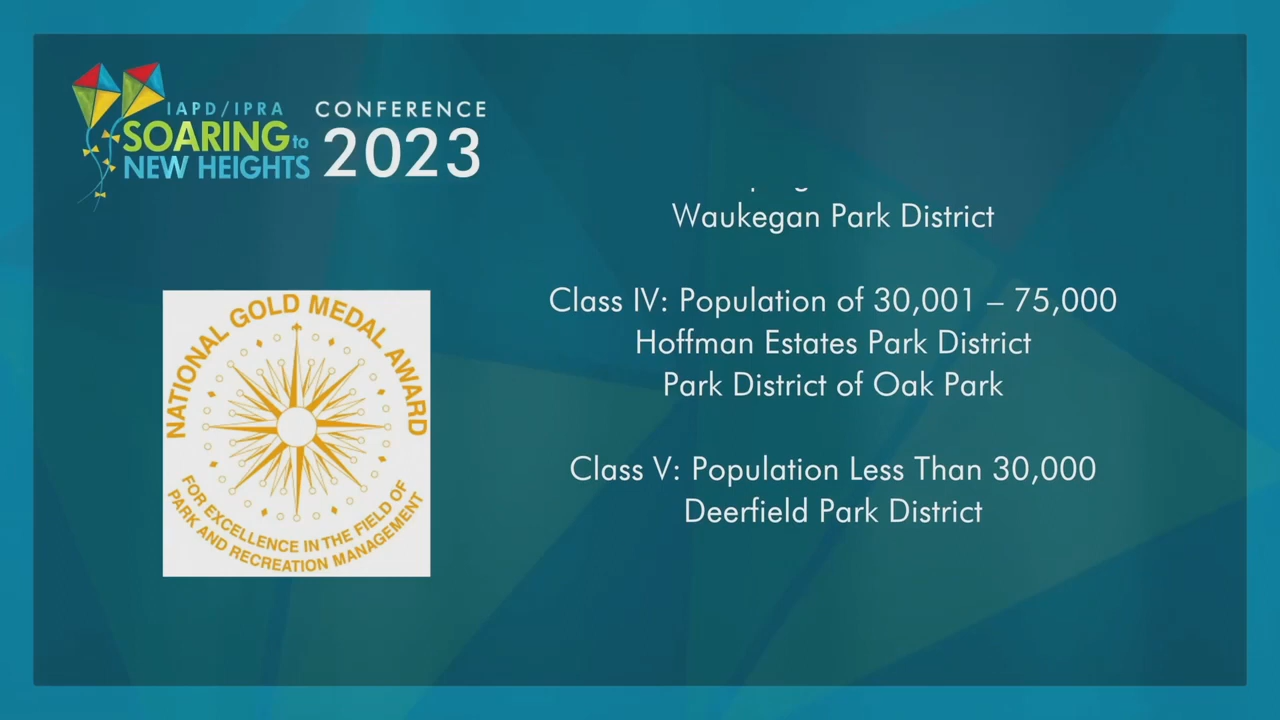 IAPD/IPRA
SOARING to
NEW HEIGHTS
CONFERENCE
2023
NATIONAL GOLD MEDAL AWARD
FOR EXCELLENCE IN THE FIELD OF
PARK AND RECREATION MANAGEMENT
Waukegan Park District
Class IV: Population of 30,001 – 75,000
Hoffman Estates Park District
Park District of Oak Park
Class V: Population Less Than 30,000
Deerfield Park District